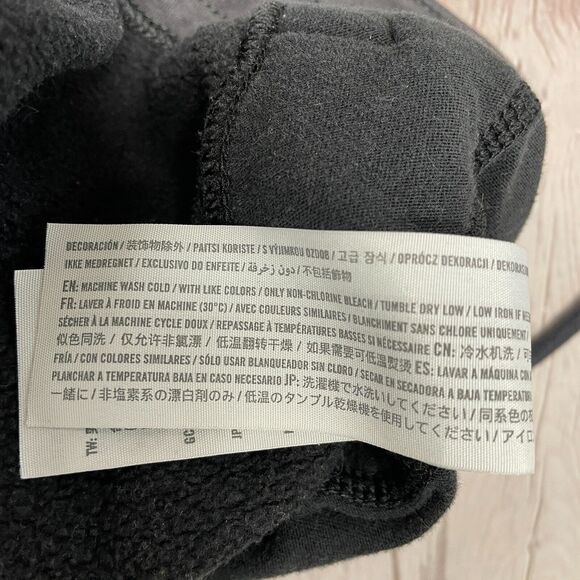 DECORACIÓN / 装饰物除外 / PAITSI KORISTE / S VÝJIMKOU OZDOB / 고급 장식 / OPRÓCZ DEKORACJI / DEKORASI
IKKE MEDREGNET / EXCLUSIVO DO ENFEITE / دون زخرفة / 不包括飾物
EN: MACHINE WASH COLD / WITH LIKE COLORS / ONLY NON-CHLORINE BLEACH / TUMBLE DRY LOW / LOW IRON IF NEE
FR: LAVER À FROID EN MACHINE (30°C) / AVEC COULEURS SIMILAIRES / BLANCHIMENT SANS CHLORE UNIQUEMENT /
SÉCHER À LA MACHINE CYCLE DOUX / REPASSAGE À TEMPÉRATURES BASSES SI NÉCESSAIRE CN: 冷水机洗 / 可
似色同洗 / 仅允许非氯漂 / 低温翻转干燥 / 如果需要可低温熨烫 ES: LAVAR A MÁQUINA CON A
FRÍA / CON COLORES SIMILARES / SÓLO USAR BLANQUEADOR SIN CLORO / SECAR EN SECADORA A TEMPERATURA BAJA
PLANCHAR A TEMPERATURA BAJA EN CASO NECESARIO JP: 洗濯機で水洗いしてください / 同系色の
一緒に / 非塩素系の漂白剤のみ / 低温のタンブル乾燥機を使用してください / アイロ
TW:
GC
JP